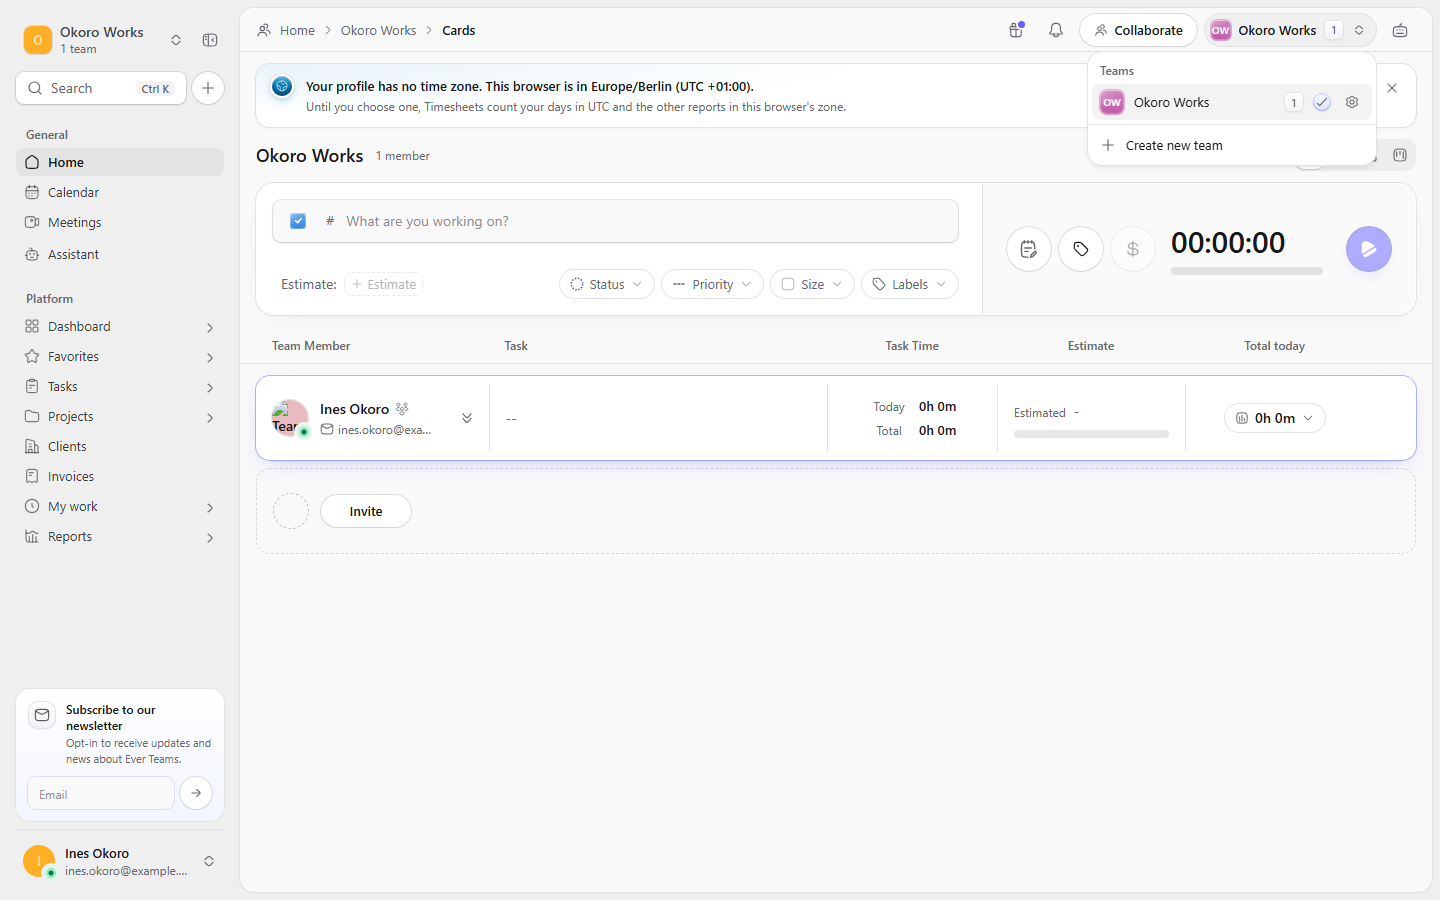 O
Okoro Works
1 team
Search
Ctrl K
General
Home
Calendar
Meetings
Assistant
Platform
Dashboard
Favorites
Tasks
Projects
Clients
Invoices
My work
Reports
Subscribe to our
newsletter
Opt-in to receive updates and
news about Ever Teams.
Email
I
Ines Okoro
ines.okoro@example....
Home
Okoro Works
Cards
Collaborate
OW
Okoro Works
1
Teams
OW
Okoro Works
1
Create new team
Your profile has no time zone. This browser is in Europe/Berlin (UTC +01:00).
Until you choose one, Timesheets count your days in UTC and the other reports in this browser's zone.
Okoro Works
1 member
# What are you working on?
Estimate:
+ Estimate
Status
Priority
Size
Labels
$
00:00:00
Team Member
Task
Task Time
Estimate
Total today
Ines Okoro
ines.okoro@exa...
--
Today 0h 0m
Total 0h 0m
Estimated -
0h 0m
Invite